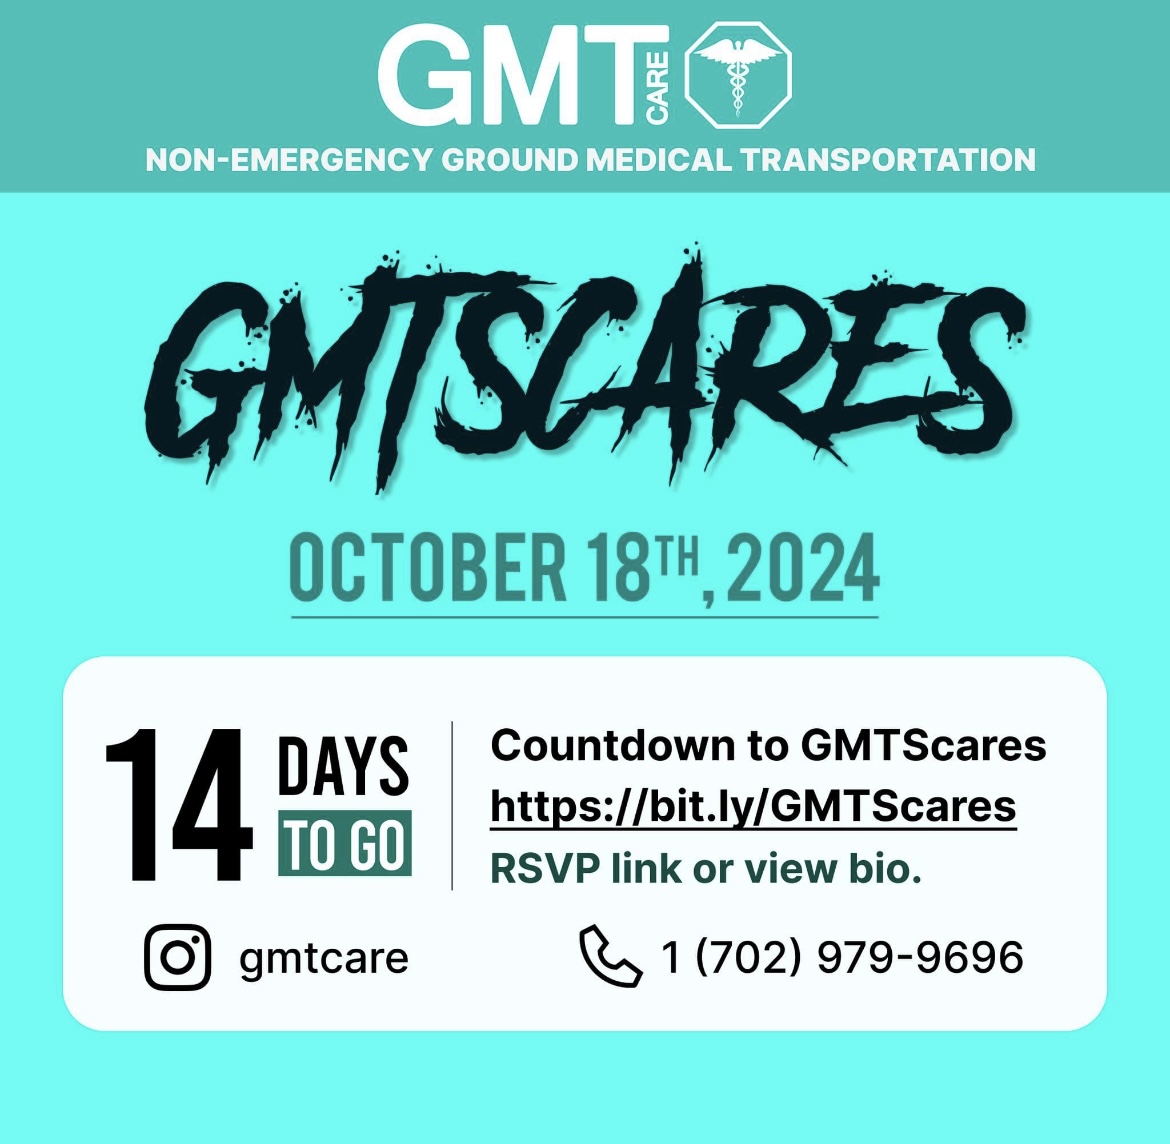 GMT CARE
NON-EMERGENCY GROUND MEDICAL TRANSPORTATION
GMTSCARES
OCTOBER 18TH, 2024
14 DAYS TO GO
Countdown to GMTScares
https://bit.ly/GMTScares
RSVP link or view bio.
gmtcare
1 (702) 979-9696